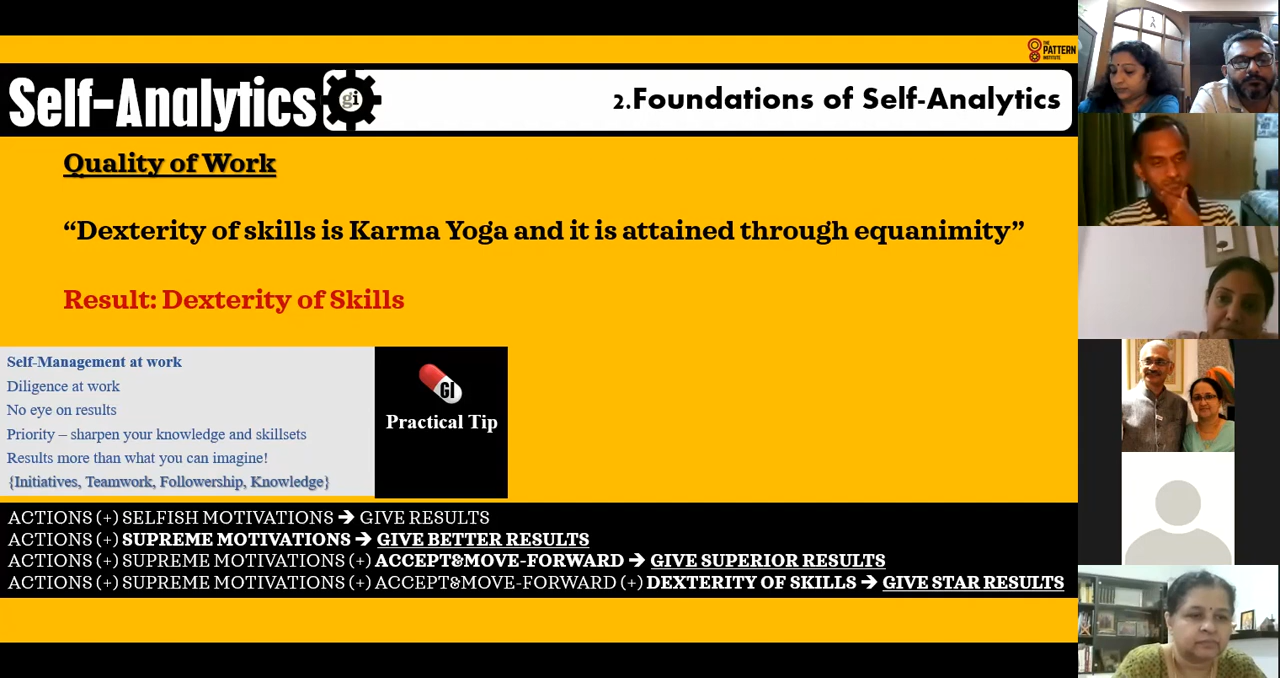 THE
PATTERN
INSTITUTE
Self-Analytics
gi
2.Foundations of Self-Analytics
Quality of Work
“Dexterity of skills is Karma Yoga and it is attained through equanimity”
Result: Dexterity of Skills
Self-Management at work
Diligence at work
No eye on results
Priority – sharpen your knowledge and skillsets
Results more than what you can imagine!
{Initiatives, Teamwork, Followership, Knowledge}
GI
Practical Tip
ACTIONS (+) SELFISH MOTIVATIONS ➔ GIVE RESULTS
ACTIONS (+) SUPREME MOTIVATIONS ➔ GIVE BETTER RESULTS
ACTIONS (+) SUPREME MOTIVATIONS (+) ACCEPT&MOVE-FORWARD ➔ GIVE SUPERIOR RESULTS
ACTIONS (+) SUPREME MOTIVATIONS (+) ACCEPT&MOVE-FORWARD (+) DEXTERITY OF SKILLS ➔ GIVE STAR RESULTS